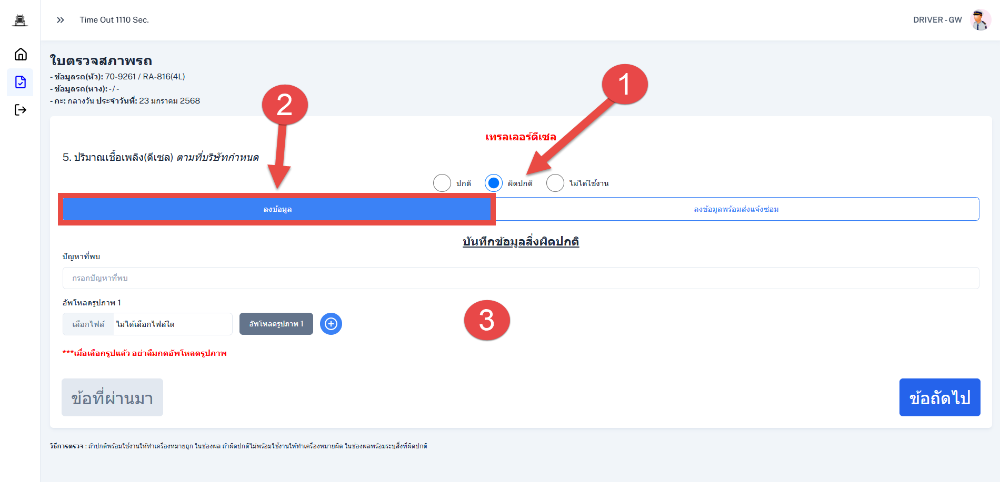 Time Out 1110 Sec.
DRIVER - GW
ใบตรวจสภาพรถ
- ข้อมูลรถ(หัว): 70-9261 / RA-816(4L)
- ข้อมูลรถ(หาง): - / -
- กะ: กลางวัน ประจำวันที่: 23 มกราคม 2568
1
2
เทรลเลอร์ดีเซล
5. ปริมาณเชื้อเพลิง(ดีเซล) ตามที่บริษัทกำหนด
ปกติ ผิดปกติ ไม่ได้ใช้งาน
ลงข้อมูล ลงข้อมูลพร้อมส่งแจ้งซ่อม
บันทึกข้อมูลสิ่งผิดปกติ
ปัญหาที่พบ
กรอกปัญหาที่พบ
อัพโหลดรูปภาพ 1
เลือกไฟล์ ไม่ได้เลือกไฟล์ใด อัพโหลดรูปภาพ 1
3
***เมื่อเลือกรูปแล้ว อย่าลืมกดอัพโหลดรูปภาพ
ข้อที่ผ่านมา ข้อถัดไป
วิธีการตรวจ : ถ้าปกติพร้อมใช้งานให้ทำเครื่องหมายถูก ในช่องผล ถ้าผิดปกติไม่พร้อมใช้งานให้ทำเครื่องหมายผิด ในช่องผลพร้อมระบุสิ่งที่ผิดปกติ